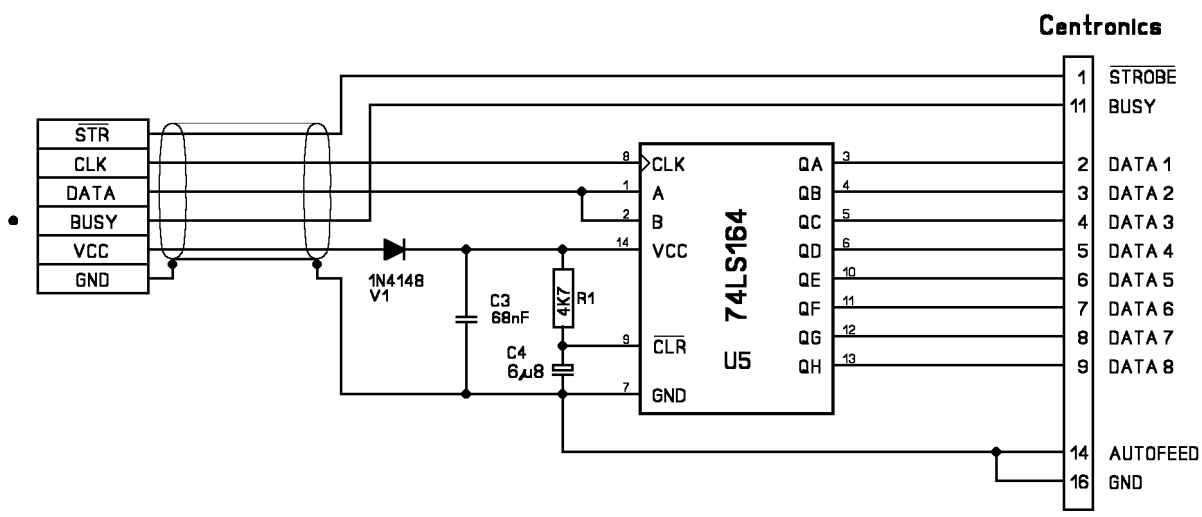 Centronics
1 STROBE
11 BUSY
STR
CLK
DATA
BUSY
VCC
GND
1N4148
V1
C3
68nF
4K7
R1
C4
6µ8
8 CLK
1 A
2 B
14 VCC
9 CLR
7 GND
74LS164
U5
QA 3
QB 4
QC 5
QD 6
QE 10
QF 11
QG 12
QH 13
2 DATA 1
3 DATA 2
4 DATA 3
5 DATA 4
6 DATA 5
7 DATA 6
8 DATA 7
9 DATA 8
14 AUTOFEED
16 GND